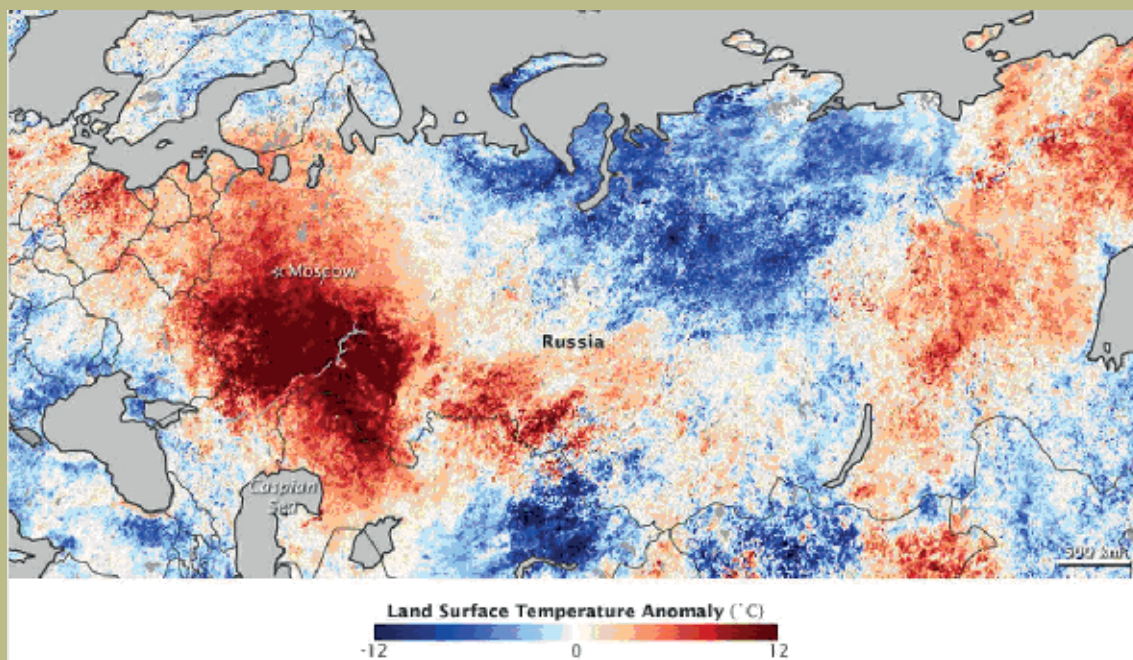 Moscow
Russia
Caspian
Sea
500 km
Land Surface Temperature Anomaly (°C)
-12 0 12